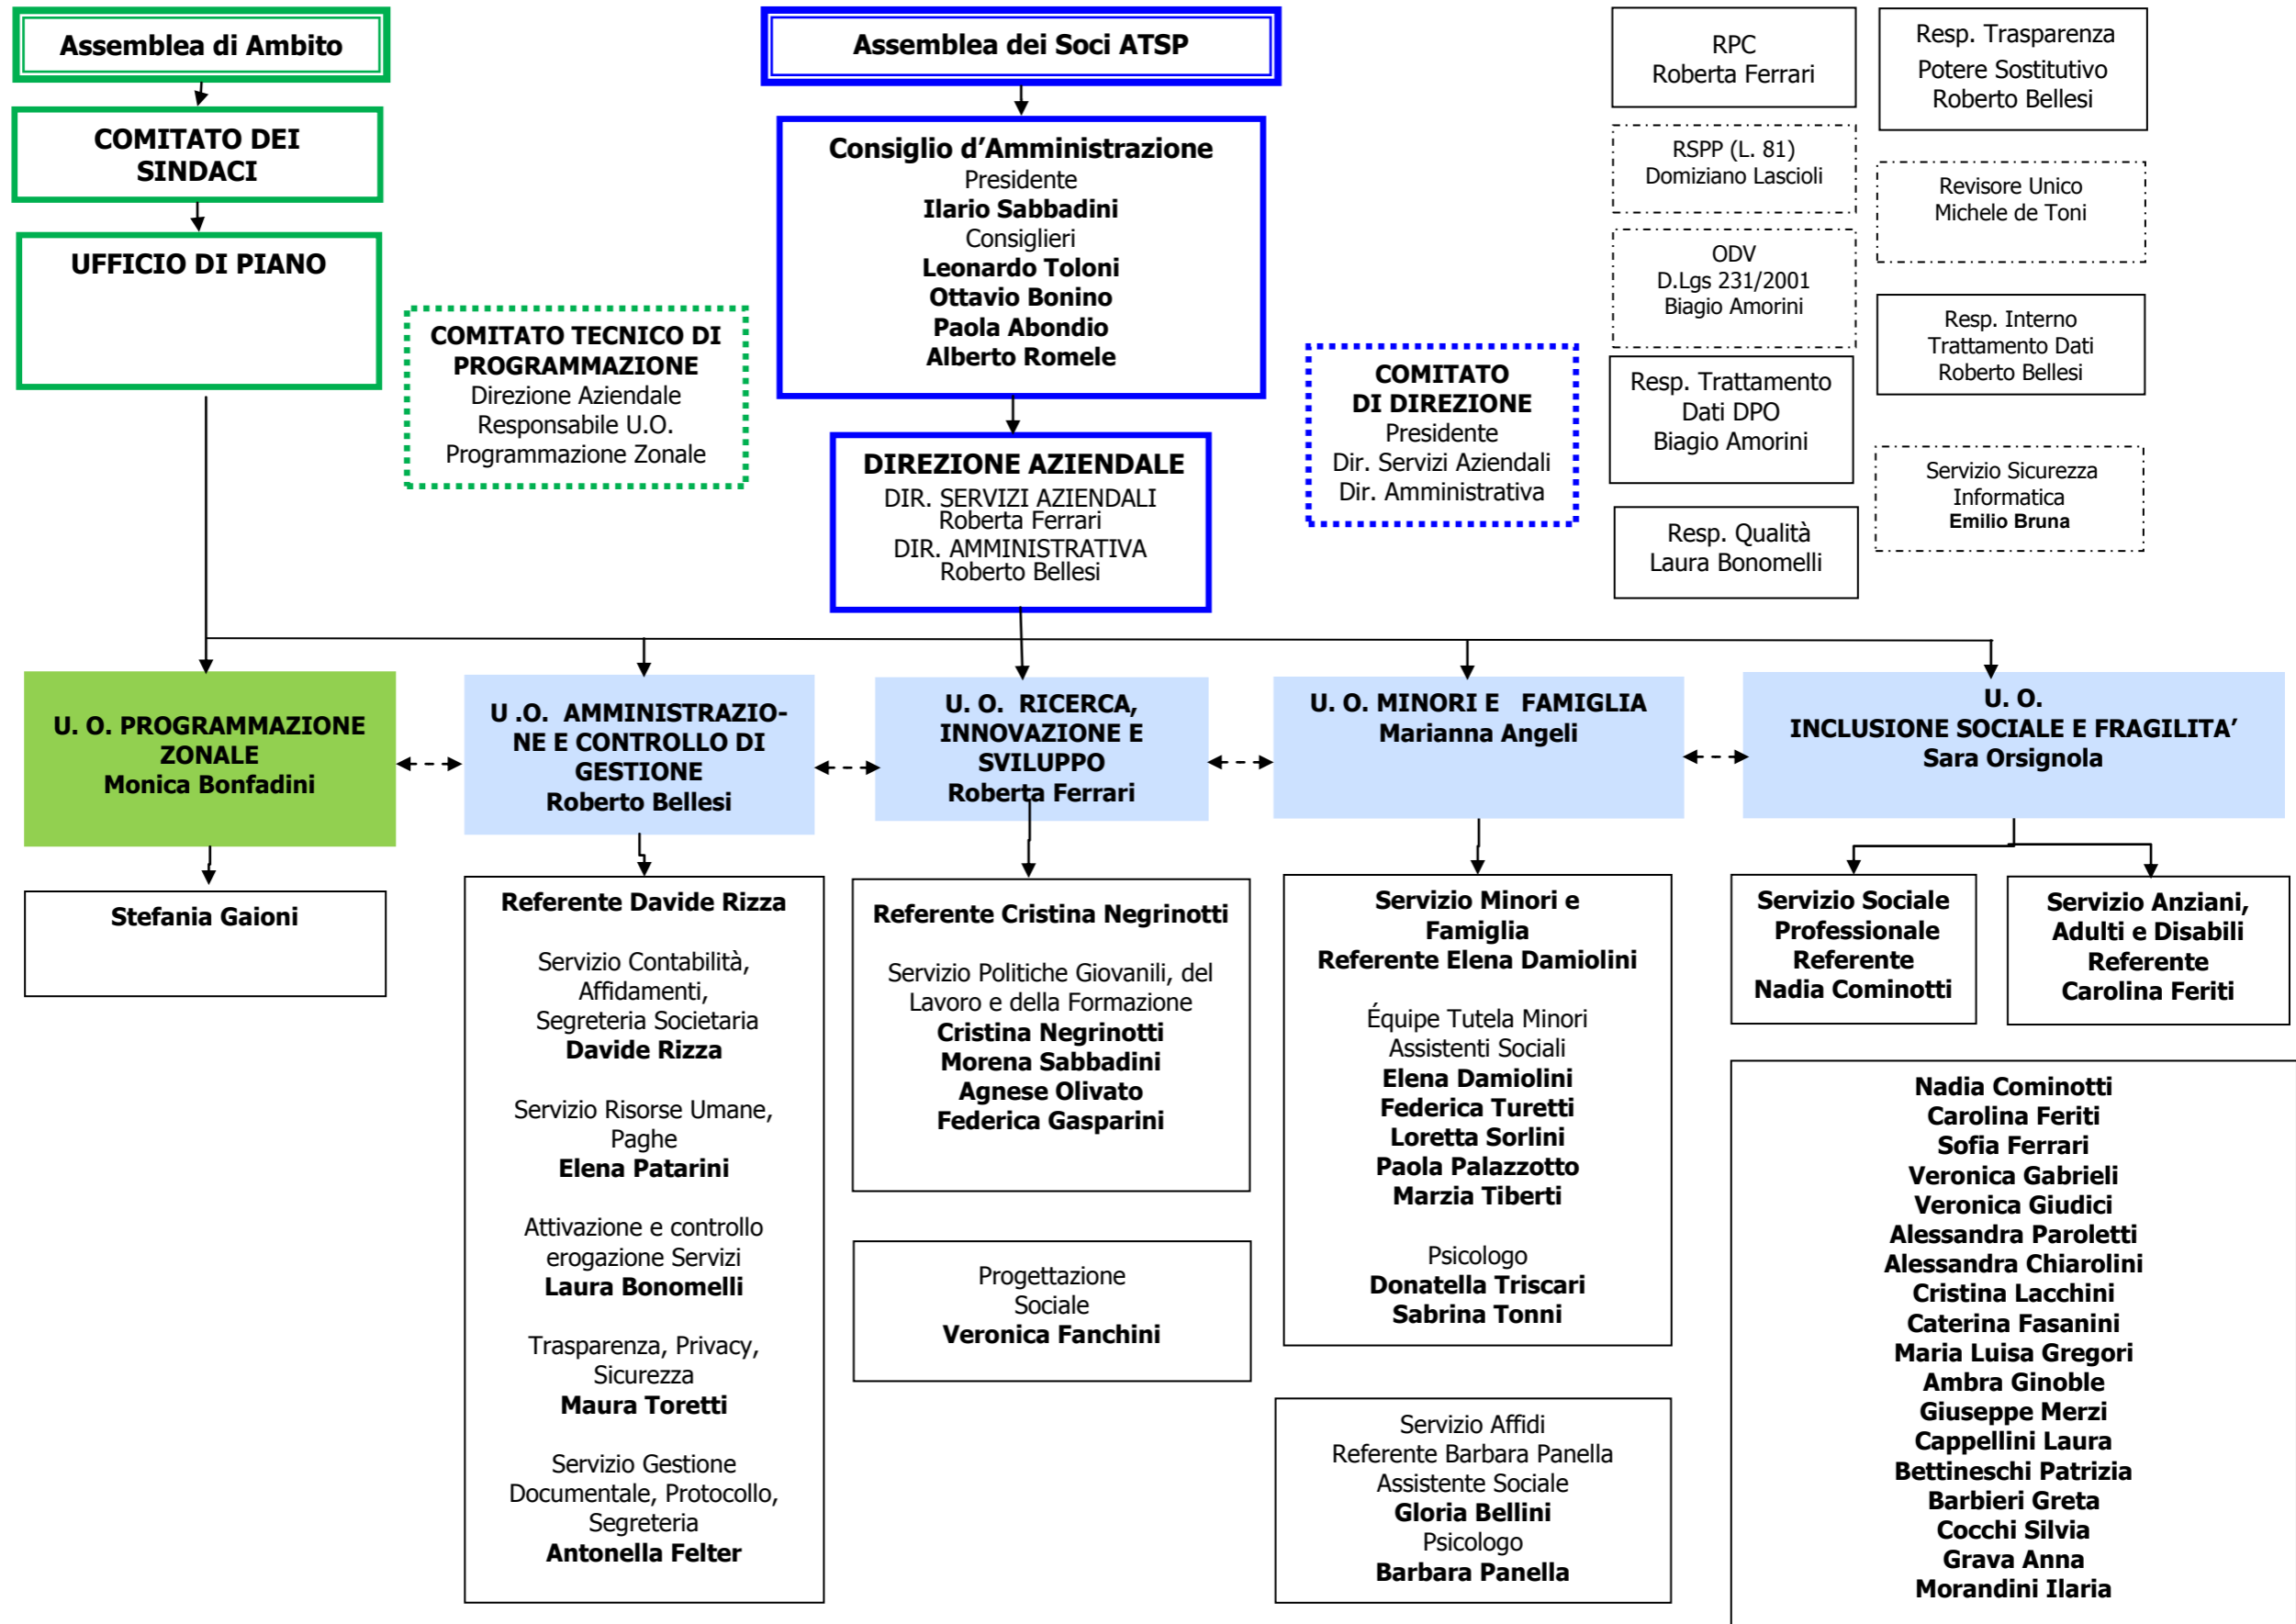 Assemblea di Ambito
COMITATO DEI
SINDACI
UFFICIO DI PIANO
COMITATO TECNICO DI
PROGRAMMAZIONE
Direzione Aziendale
Responsabile U.O.
Programmazione Zonale
Assemblea dei Soci ATSP
Consiglio d’Amministrazione
Presidente
Ilario Sabbadini
Consiglieri
Leonardo Toloni
Ottavio Bonino
Paola Abondio
Alberto Romele
DIREZIONE AZIENDALE
DIR. SERVIZI AZIENDALI
Roberta Ferrari
DIR. AMMINISTRATIVA
Roberto Bellesi
COMITATO
DI DIREZIONE
Presidente
Dir. Servizi Aziendali
Dir. Amministrativa
RPC
Roberta Ferrari
RSPP (L. 81)
Domiziano Lascioli
ODV
D.Lgs 231/2001
Biagio Amorini
Resp. Trattamento
Dati DPO
Biagio Amorini
Resp. Qualità
Laura Bonomelli
Resp. Trasparenza
Potere Sostitutivo
Roberto Bellesi
Revisore Unico
Michele de Toni
Resp. Interno
Trattamento Dati
Roberto Bellesi
Servizio Sicurezza
Informatica
Emilio Bruna
U. O. PROGRAMMAZIONE
ZONALE
Monica Bonfadini
Stefania Gaioni
U .O. AMMINISTRAZIO-
NE E CONTROLLO DI
GESTIONE
Roberto Bellesi
Referente Davide Rizza
Servizio Contabilità,
Affidamenti,
Segreteria Societaria
Davide Rizza
Servizio Risorse Umane,
Paghe
Elena Patarini
Attivazione e controllo
erogazione Servizi
Laura Bonomelli
Trasparenza, Privacy,
Sicurezza
Maura Toretti
Servizio Gestione
Documentale, Protocollo,
Segreteria
Antonella Felter
U. O. RICERCA,
INNOVAZIONE E
SVILUPPO
Roberta Ferrari
Referente Cristina Negrinotti
Servizio Politiche Giovanili, del
Lavoro e della Formazione
Cristina Negrinotti
Morena Sabbadini
Agnese Olivato
Federica Gasparini
Progettazione
Sociale
Veronica Fanchini
U. O. MINORI E FAMIGLIA
Marianna Angeli
Servizio Minori e
Famiglia
Referente Elena Damiolini
Équipe Tutela Minori
Assistenti Sociali
Elena Damiolini
Federica Turetti
Loretta Sorlini
Paola Palazzotto
Marzia Tiberti
Psicologo
Donatella Triscari
Sabrina Tonni
Servizio Affidi
Referente Barbara Panella
Assistente Sociale
Gloria Bellini
Psicologo
Barbara Panella
U. O.
INCLUSIONE SOCIALE E FRAGILITA’
Sara Orsignola
Servizio Sociale
Professionale
Referente
Nadia Cominotti
Servizio Anziani,
Adulti e Disabili
Referente
Carolina Feriti
Nadia Cominotti
Carolina Feriti
Sofia Ferrari
Veronica Gabrieli
Veronica Giudici
Alessandra Paroletti
Alessandra Chiarolini
Cristina Lacchini
Caterina Fasanini
Maria Luisa Gregori
Ambra Ginoble
Giuseppe Merzi
Cappellini Laura
Bettineschi Patrizia
Barbieri Greta
Cocchi Silvia
Grava Anna
Morandini Ilaria